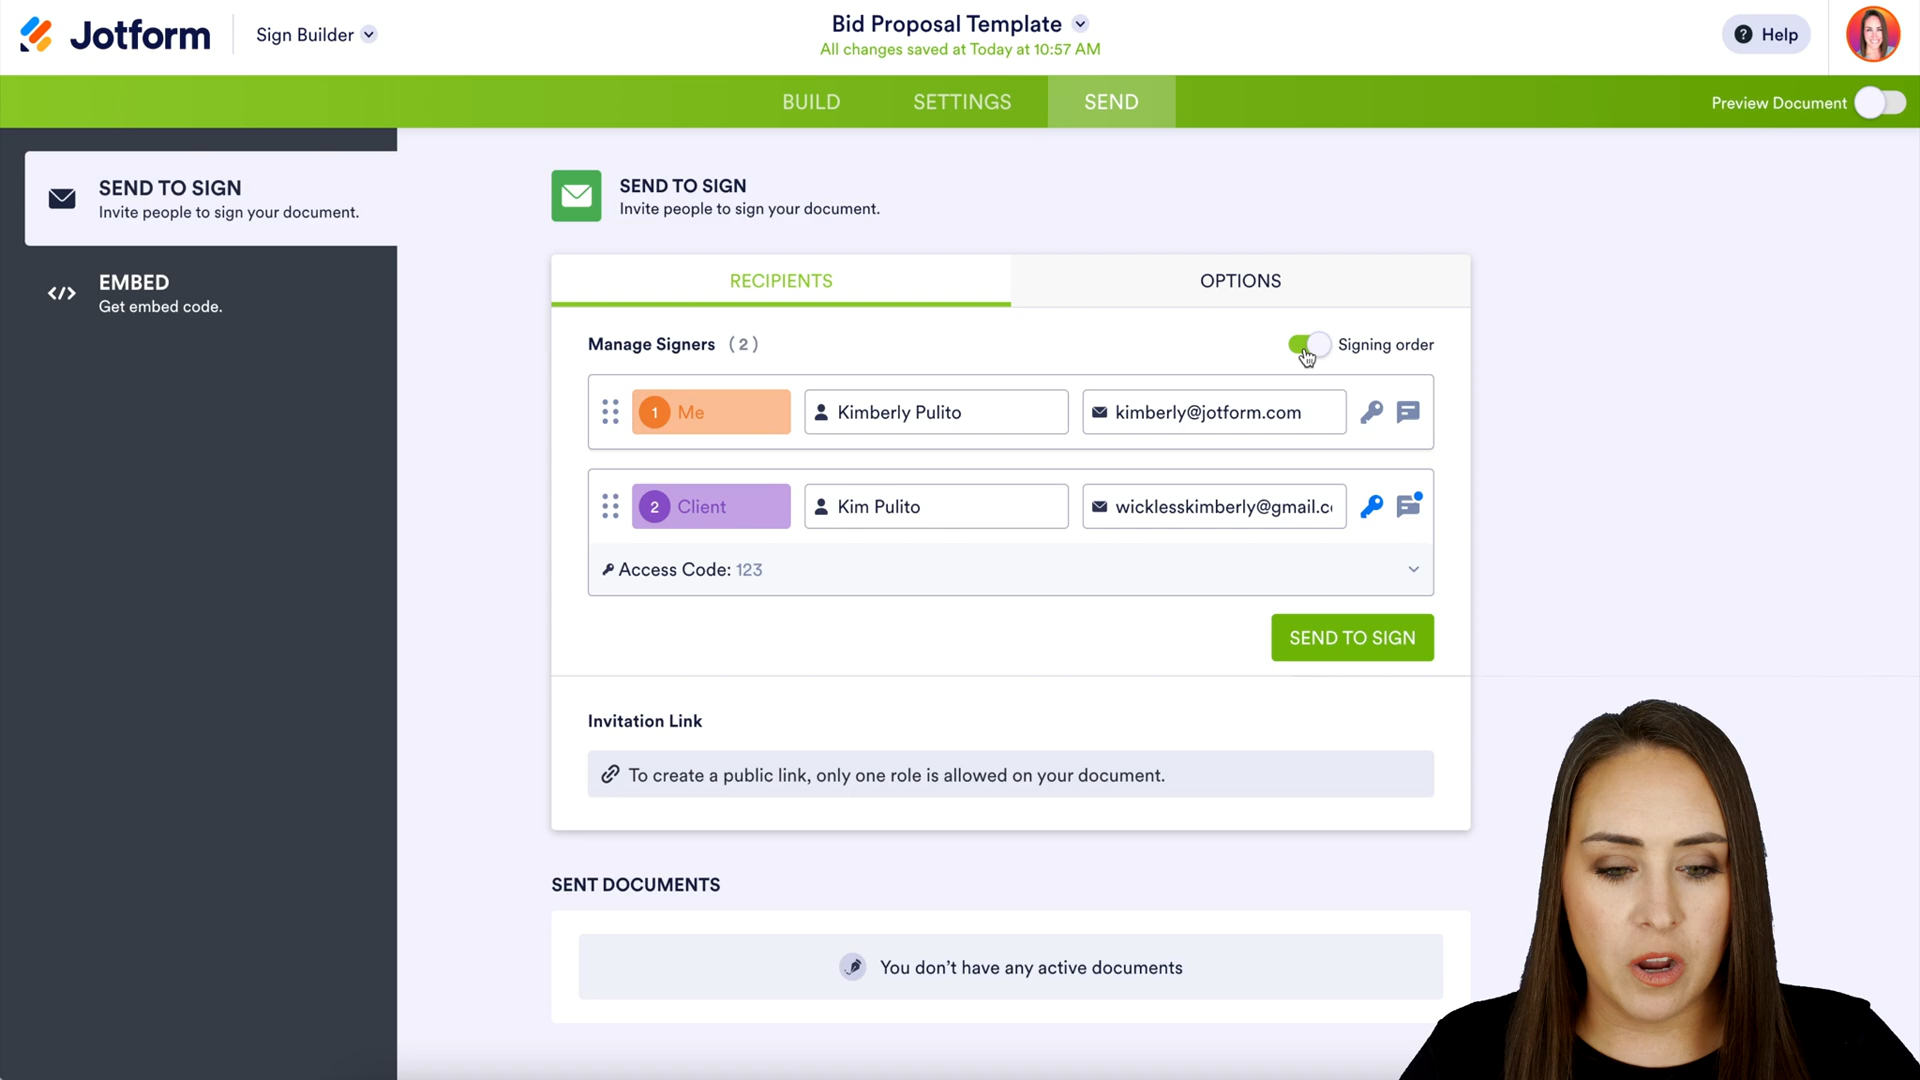 Jotform
Sign Builder
Bid Proposal Template
All changes saved at Today at 10:57 AM
? Help
BUILD
SETTINGS
SEND
Preview Document
SEND TO SIGN
Invite people to sign your document.
EMBED
Get embed code.
SEND TO SIGN
Invite people to sign your document.
RECIPIENTS
OPTIONS
Manage Signers (2)
Signing order
1 Me
Kimberly Pulito
kimberly@jotform.com
2 Client
Kim Pulito
wicklesskimberly@gmail.c
Access Code: 123
SEND TO SIGN
Invitation Link
To create a public link, only one role is allowed on your document.
SENT DOCUMENTS
You don't have any active documents